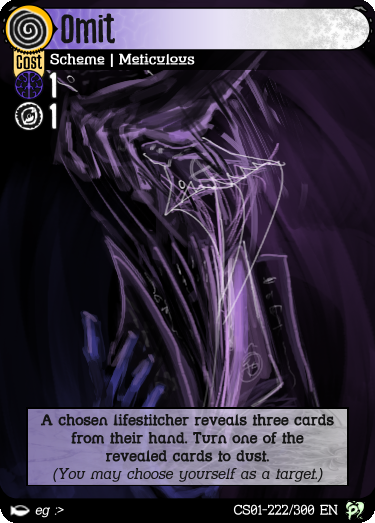 Omit
COST
Scheme | Meticulous
1
1
A chosen lifestitcher reveals three cards
from their hand. Turn one of the
revealed cards to dust.
(You may choose yourself as a target.)
eg :> CS01-222/300 EN